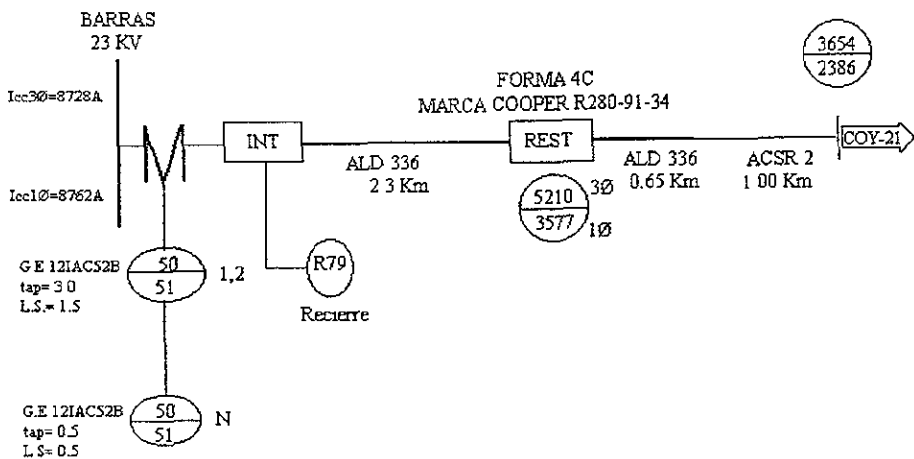 BARRAS
23 KV
Icc3Ø=8728A
Icc1Ø=8762A
INT
ALD 336
2.3 Km
FORMA 4C
MARCA COOPER R280-91-34
REST
5210
3577
3Ø
1Ø
ALD 336
0.65 Km
ACSR 2
1.00 Km
3654
2386
COY-21
G.E 12IAC52B
tap= 3.0
L.S.= 1.5
50
51
1,2
R79
Recierre
G.E 12IAC52B
tap= 0.5
L.S= 0.5
50
51
N